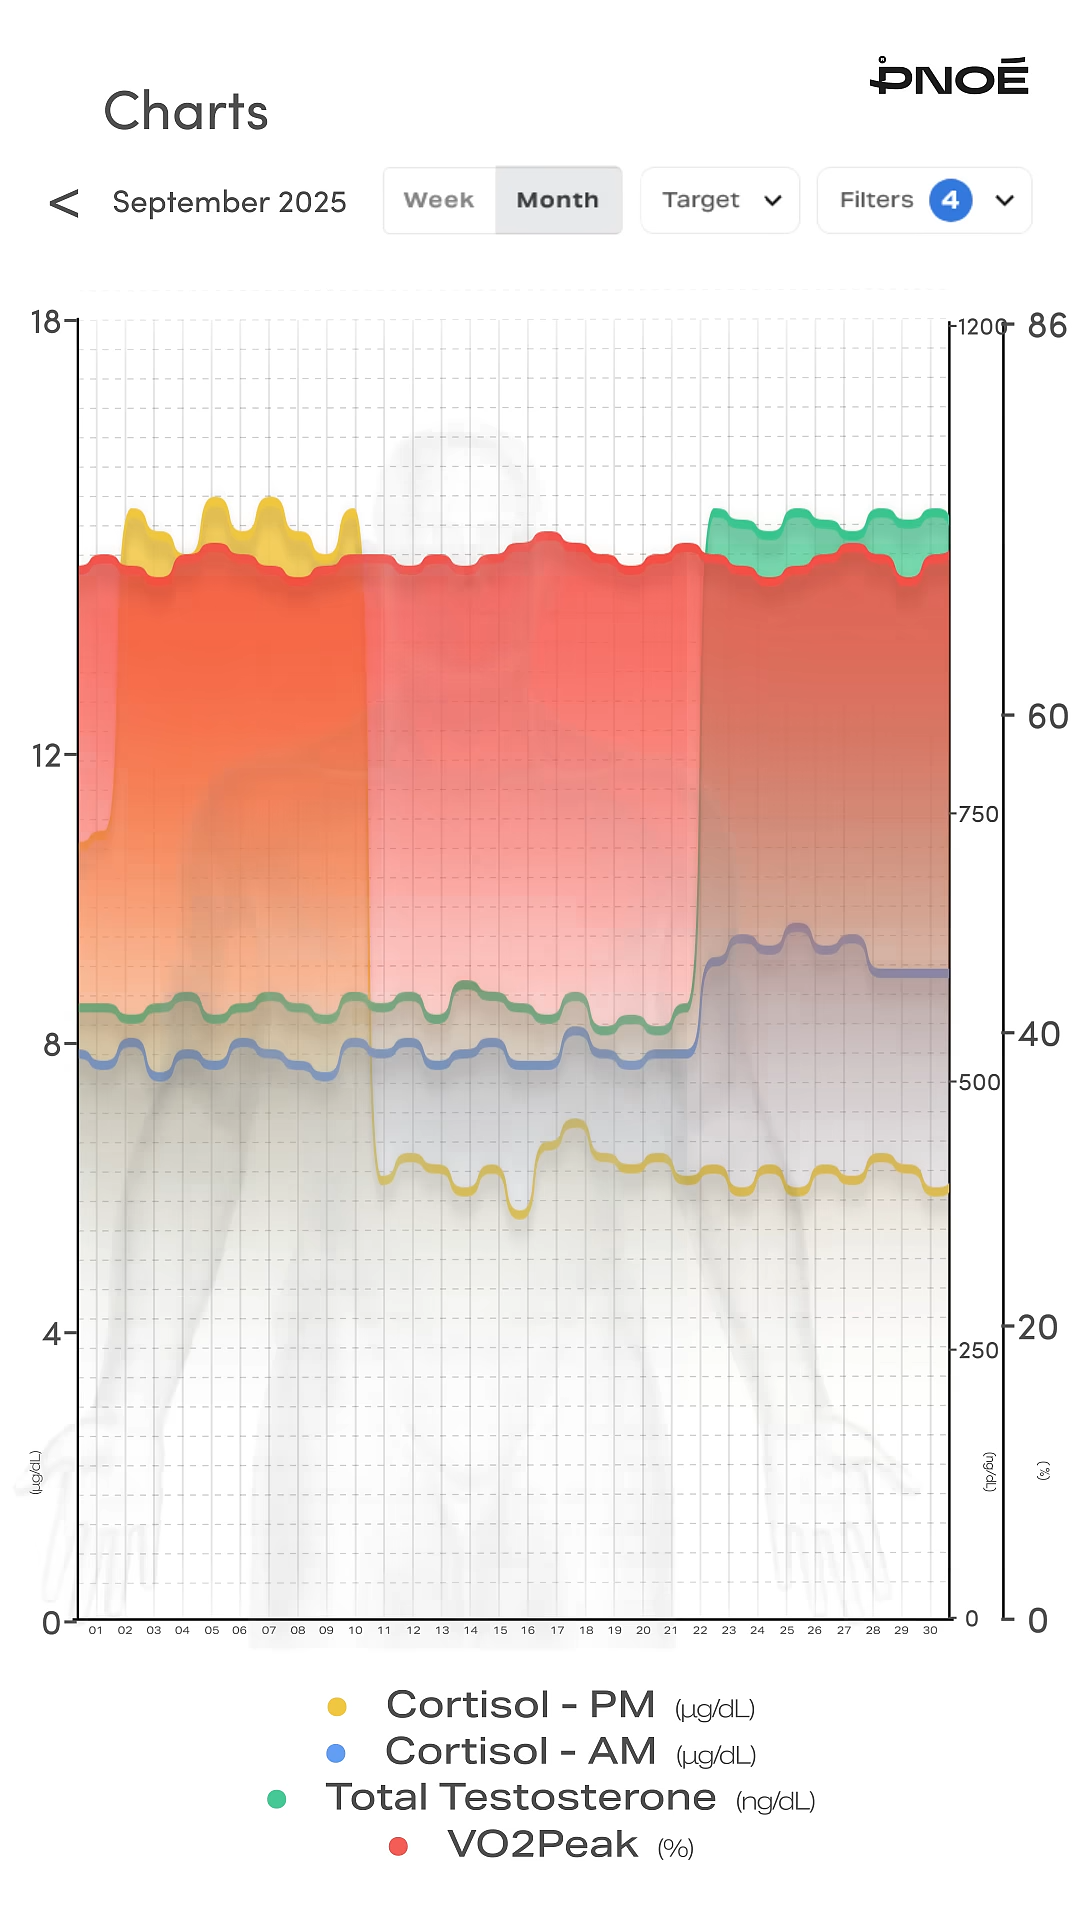 PNOĒ
Charts
< September 2025 Week Month Target Filters 4
18 1200 86
60
12
750
8 40
500
4 20
250
(µg/dL) (ng/dL) (%)
0 0 0
01 02 03 04 05 06 07 08 09 10 11 12 13 14 15 16 17 18 19 20 21 22 23 24 25 26 27 28 29 30
Cortisol - PM (µg/dL)
Cortisol - AM (µg/dL)
Total Testosterone (ng/dL)
VO2Peak (%)